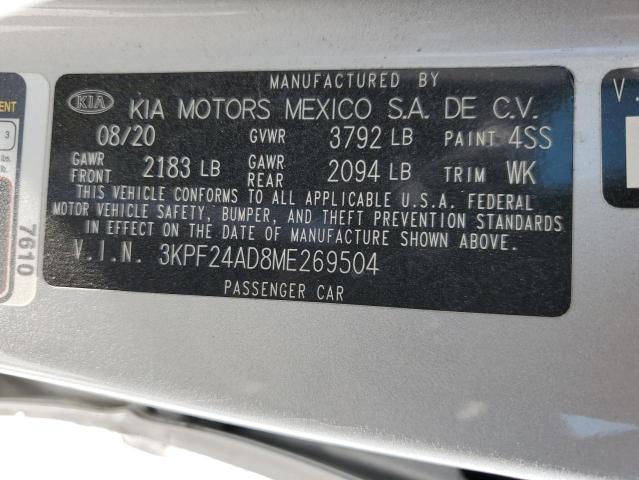 MANUFACTURED BY
KIA KIA MOTORS MEXICO S.A. DE C.V.
08/20 GVWR 3792 LB PAINT 4SS
GAWR FRONT 2183 LB GAWR REAR 2094 LB TRIM WK
THIS VEHICLE CONFORMS TO ALL APPLICABLE U.S.A. FEDERAL
MOTOR VEHICLE SAFETY, BUMPER, AND THEFT PREVENTION STANDARDS
IN EFFECT ON THE DATE OF MANUFACTURE SHOWN ABOVE.
V.I.N. 3KPF24AD8ME269504
PASSENGER CAR
3
lbs.
7610
V.